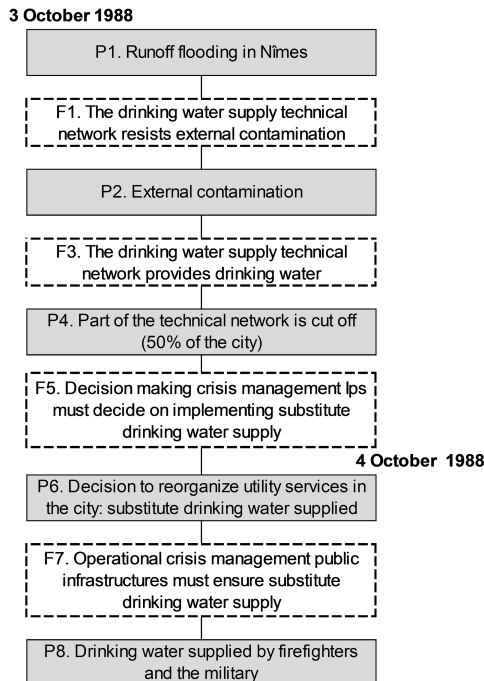 3 October 1988
P1. Runoff flooding in Nîmes
F1. The drinking water supply technical
network resists external contamination
P2. External contamination
F3. The drinking water supply technical
network provides drinking water
P4. Part of the technical network is cut off
(50% of the city)
F5. Decision making crisis management Ips
must decide on implementing substitute
drinking water supply
4 October 1988
P6. Decision to reorganize utility services in
the city: substitute drinking water supplied
F7. Operational crisis management public
infrastructures must ensure substitute
drinking water supply
P8. Drinking water supplied by firefighters
and the military